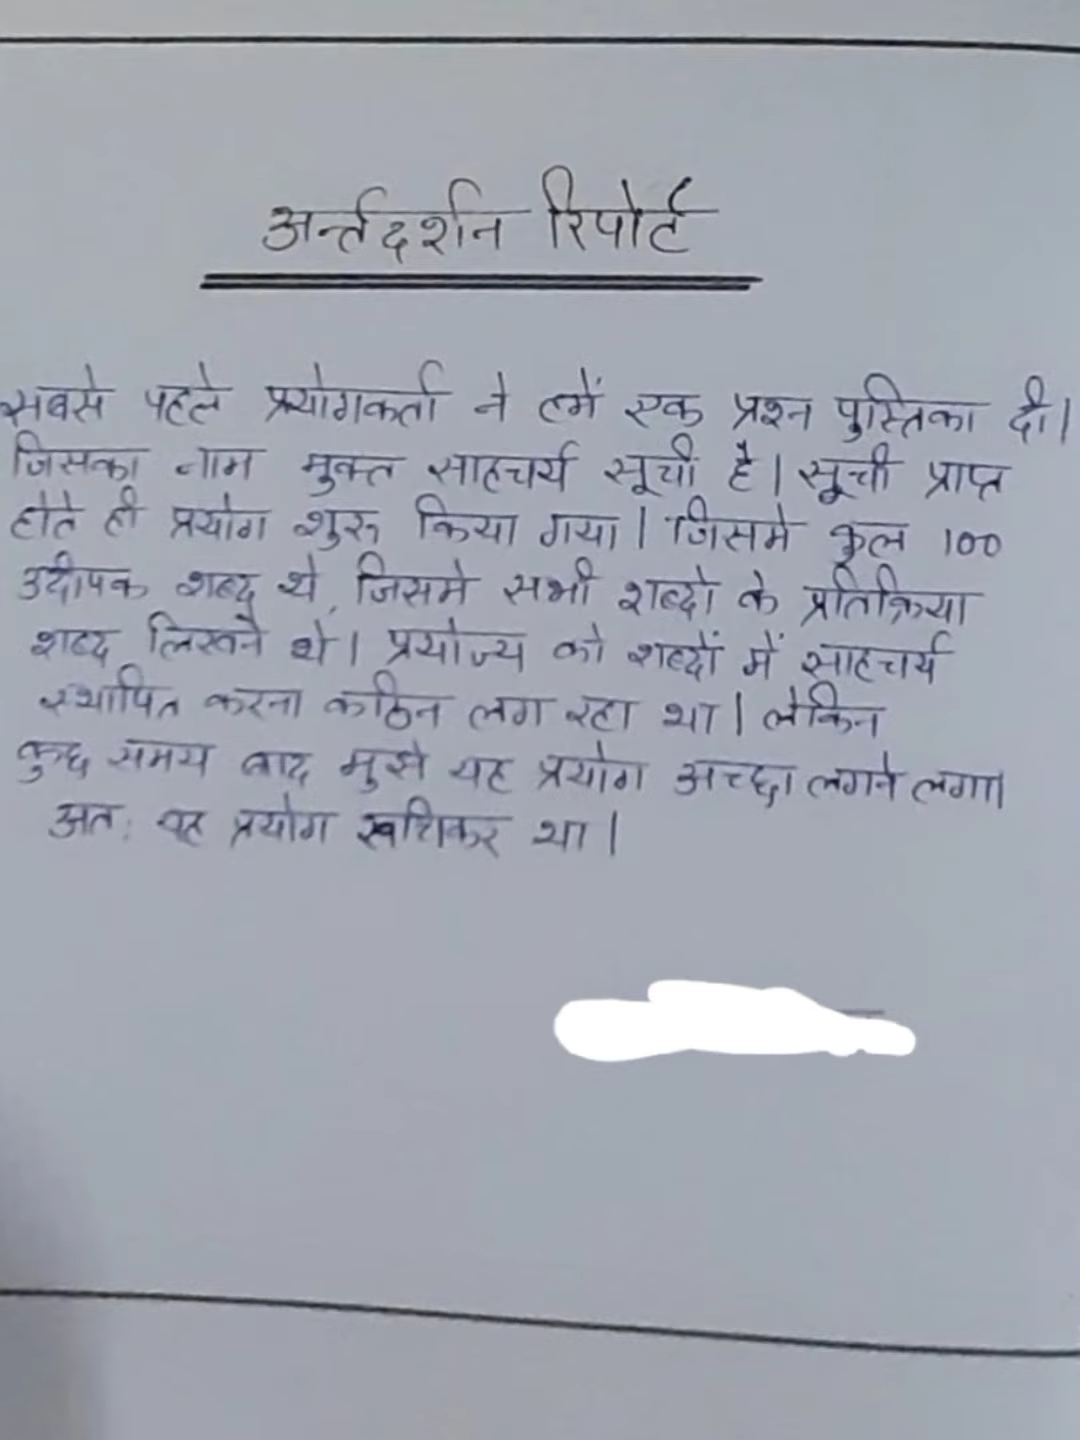 अर्न्तदर्शन रिपोर्ट
सबसे पहले प्रयोगकर्ता ने हमें एक प्रश्न पुस्तिका दी।
जिसका नाम मुक्त साहचर्य सूची है। सूची प्राप्त
होते ही प्रयोग शुरू किया गया। जिसमे कुल 100
उदीपक शब्द थे, जिसमे सभी शब्दो के प्रतिक्रिया
शब्द लिखने थे। प्रयोज्य को शब्दों में साहचर्य
स्थापित करना कठिन लग रहा था। लेकिन
कुछ समय बाद मुझे यह प्रयोग अच्छा लगने लगा।
अत: यह प्रयोग रूचिकर था।